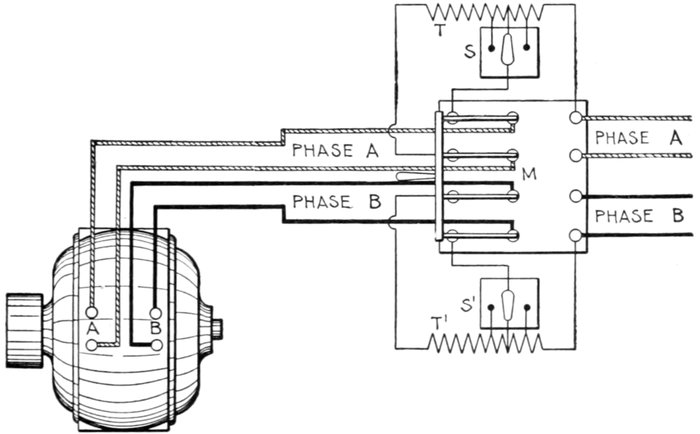 T
S
PHASE A
PHASE A
M
PHASE B
PHASE B
A B
S'
T'